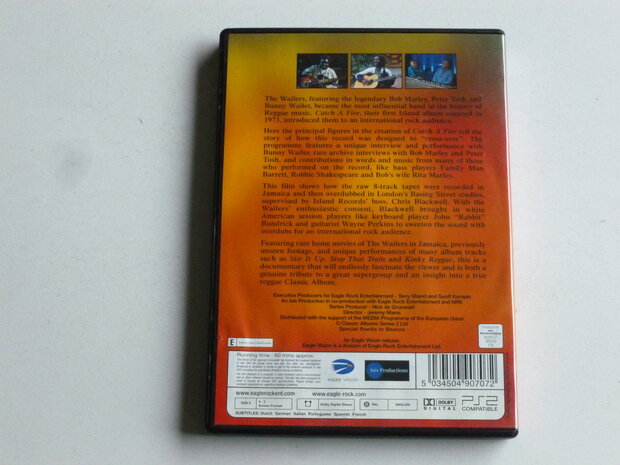 The Wailers, featuring the legendary Bob Marley, Peter Tosh and
Bunny Wailer, became the most influential band in the history of
Reggae music. Catch A Fire, their first Island album released in
1973, introduced them to an international rock audience.
Here the principal figures in the creation of Catch A Fire tell the
story of how this record was designed to "cross-over". The
programme features a unique interview and performance with
Bunny Wailer, rare archive interviews with Bob Marley and Peter
Tosh, and contributions in words and music from many of those
who performed on the record, like bass players Family Man
Barrett, Robbie Shakespeare and Bob's wife Rita Marley.
This film shows how the raw 8-track tapes were recorded in
Jamaica and then overdubbed in London's Basing Street studios,
supervised by Island Records' boss, Chris Blackwell. With the
Wailers' enthusiastic consent, Blackwell brought in white
American session players like keyboard player John "Rabbit"
Bundrick and guitarist Wayne Perkins to sweeten the sound with
overdubs for an international rock audience.
Featuring rare home movies of The Wailers in Jamaica, previously
unseen footage, and unique performances of many album tracks
such as Stir It Up, Stop That Train and Kinky Reggae, this is a
documentary that will endlessly fascinate the viewer and is both a
genuine tribute to a great supergroup and an insight into a true
reggae Classic Album.
Executive Producers for Eagle Rock Entertainment - Terry Shand and Geoff Kempin
An Isis Production in co-production with Eagle Rock Entertainment and NRK
Series Producer - Nick de Grunwald
Director - Jeremy Marre
Distributed with the support of the MEDIA Programme of the European Union
© Classic Albums Series 2 Ltd
Special thanks to Seance
An Eagle Vision release.
Eagle Vision is a division of Eagle Rock Entertainment Ltd.
E
Running time: 60 mins approx
eagle vision
Isis Productions
5 034504 907072
www.eaglerockent.com
www.eagle-rock.com
4:3
Screen Format
Dolby Digital Stereo
PAL
ENGLISH
DOLBY
DIGITAL
PS2
COMPATIBLE
SUBTITLES: Dutch German Italian Portuguese Spanish French